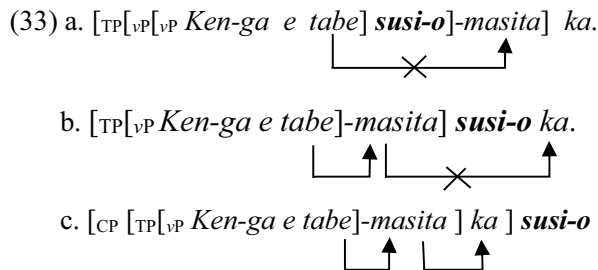 (33) a. [TP[vP[vP Ken-ga e tabe] susi-o]-masita] ka.
b. [TP[vP Ken-ga e tabe]-masita] susi-o ka.
c. [CP [TP[vP Ken-ga e tabe]-masita ] ka ] susi-o